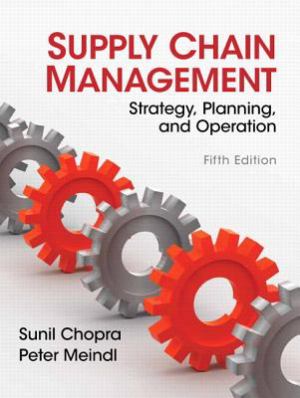 SUPPLY CHAIN
MANAGEMENT
Strategy, Planning,
and Operation
Fifth Edition
Sunil Chopra
Peter Meindl